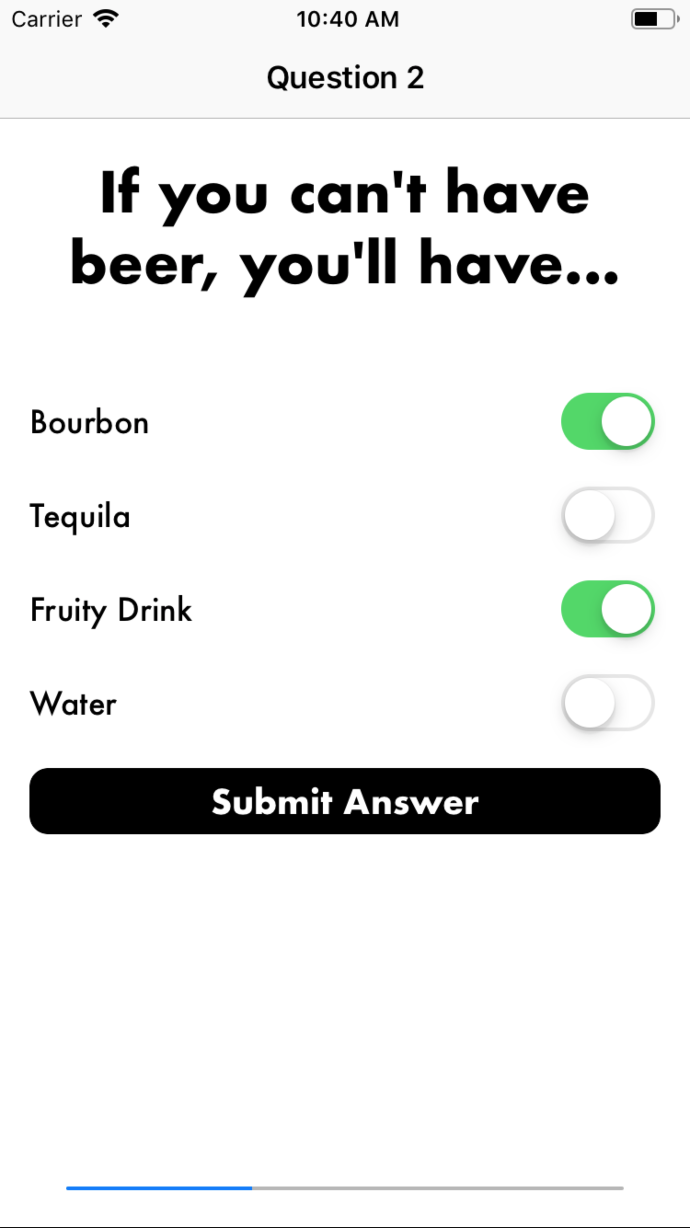 Carrier 10:40 AM
Question 2
If you can't have
beer, you'll have...
Bourbon
Tequila
Fruity Drink
Water
Submit Answer